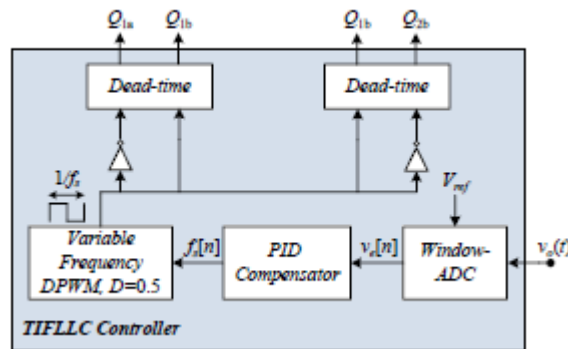 Q1a Q1b Q1b Q2b
Dead-time Dead-time
1/fs
Vref
Variable
Frequency
DPWM, D=0.5
fs[n]
PID
Compensator
ve[n]
Window-
ADC
vo(t)
TIFLLC Controller